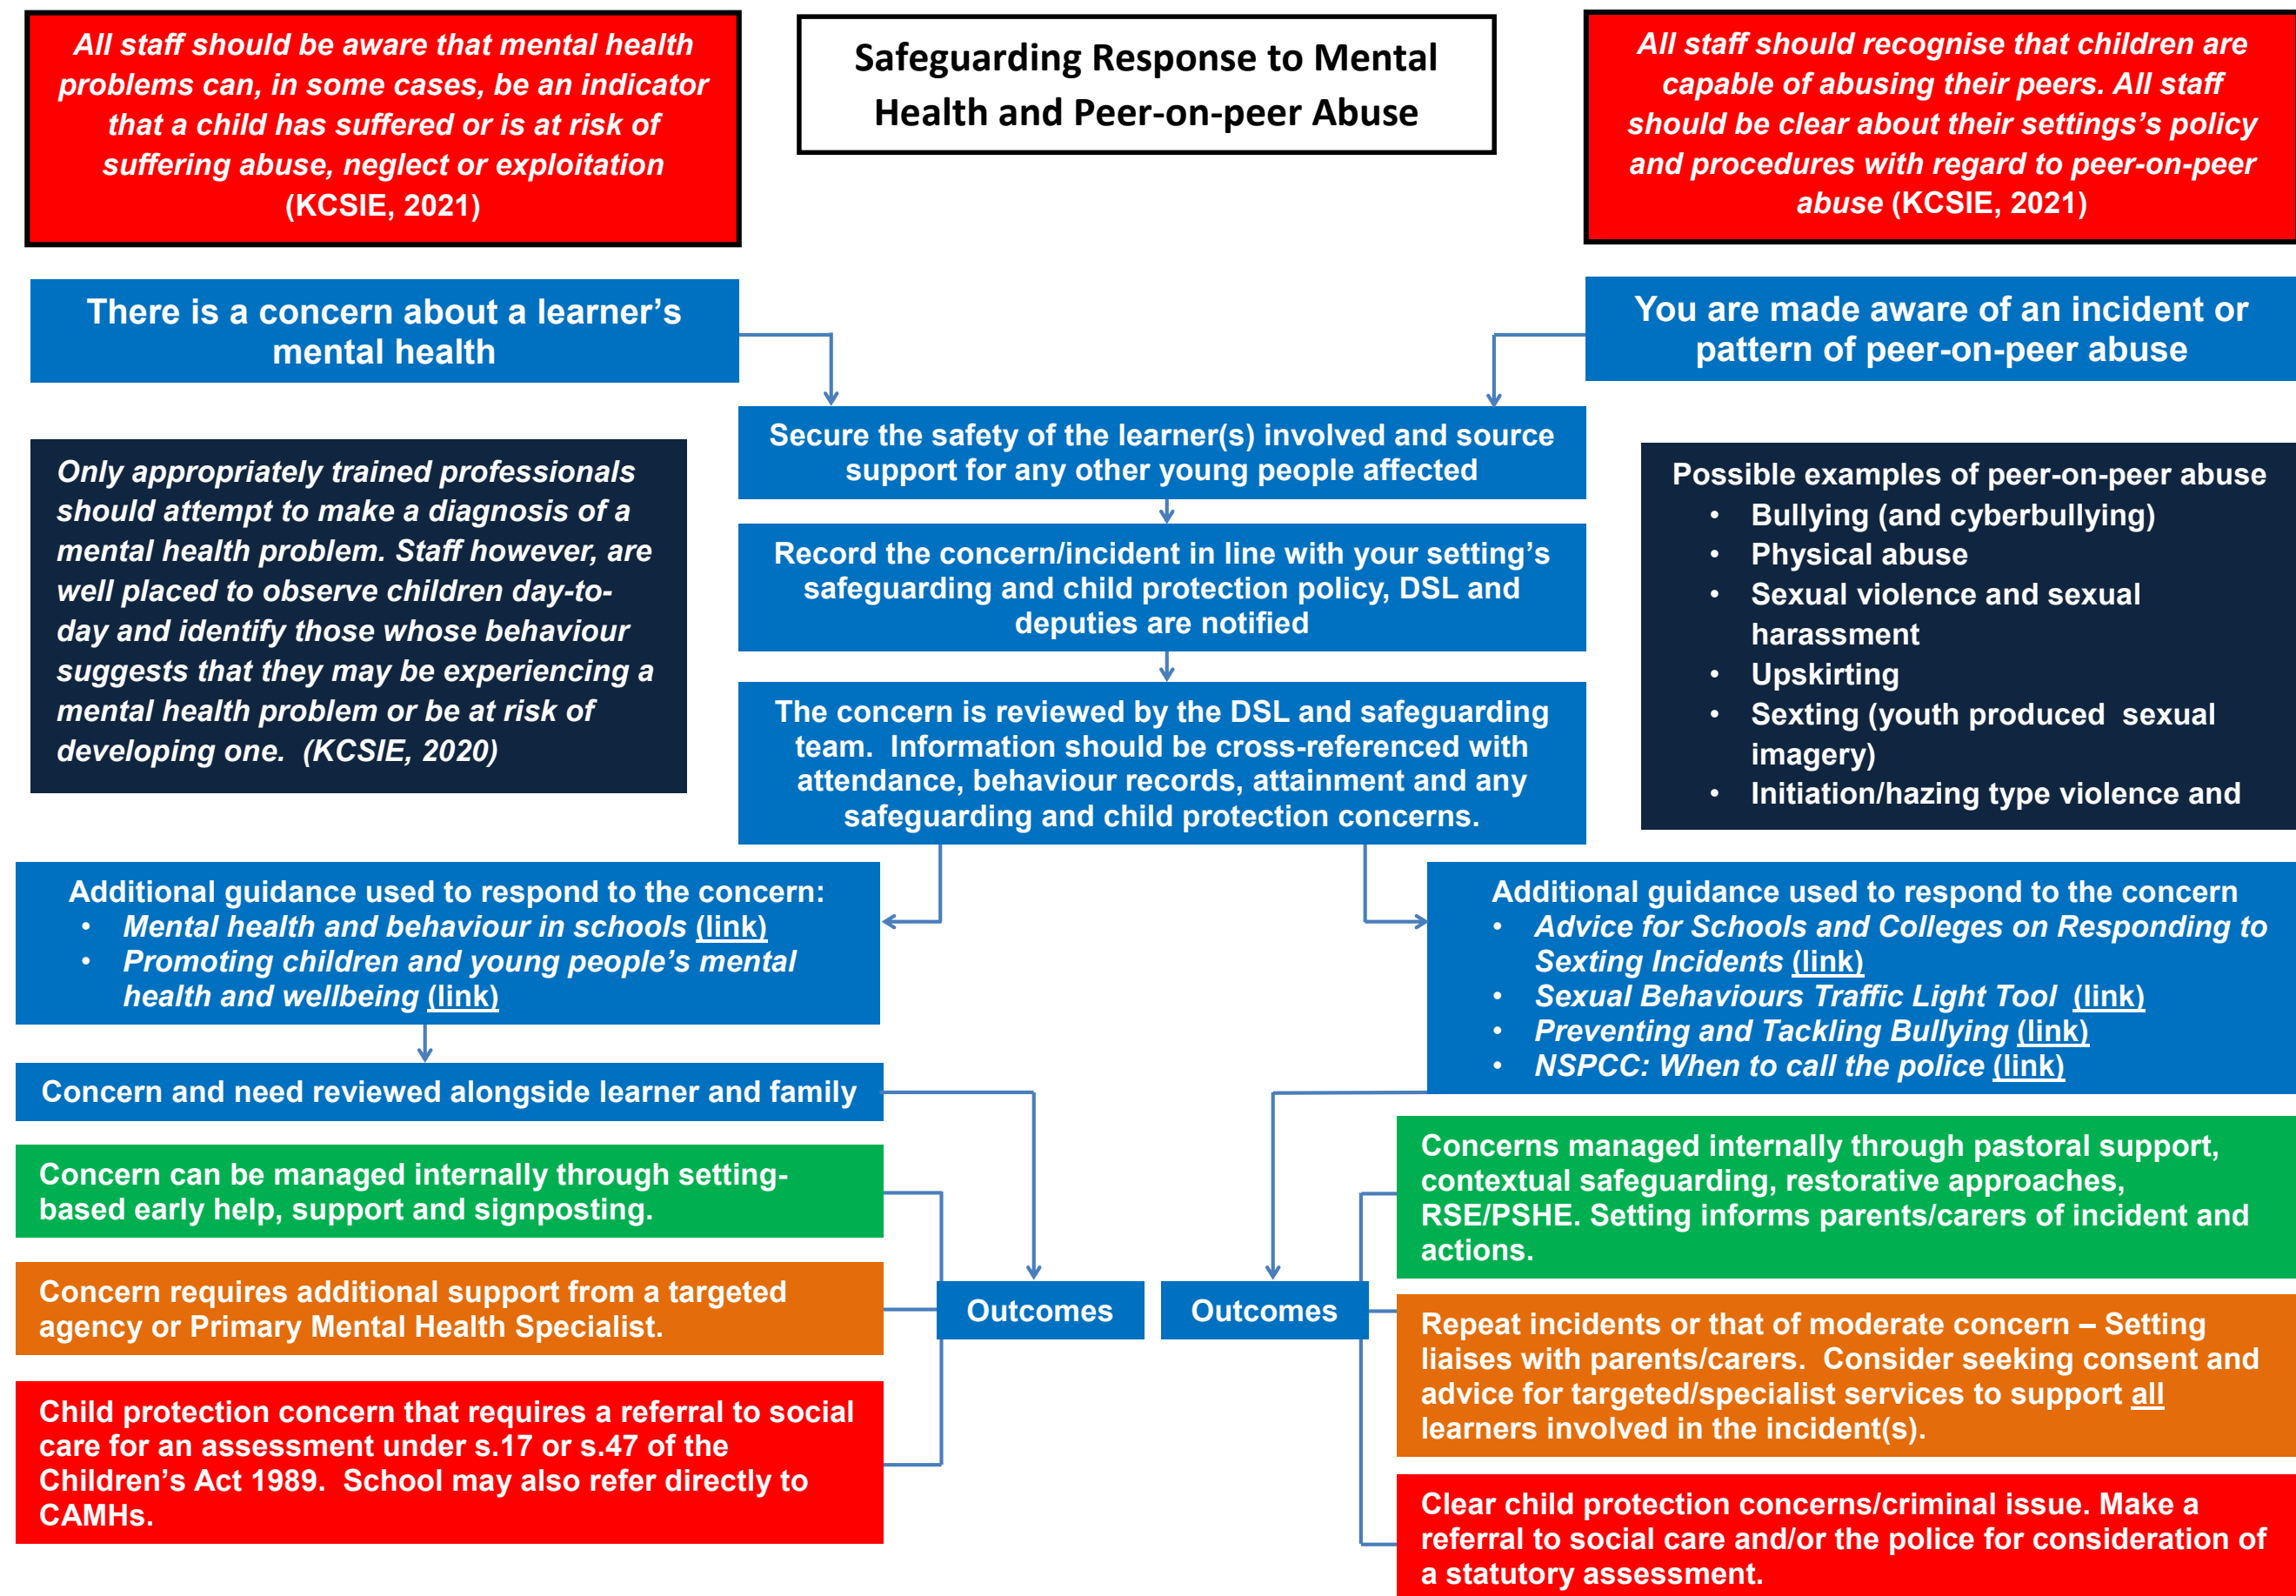 All staff should be aware that mental health
problems can, in some cases, be an indicator
that a child has suffered or is at risk of
suffering abuse, neglect or exploitation
(KCSIE, 2021)
Safeguarding Response to Mental
Health and Peer-on-peer Abuse
All staff should recognise that children are
capable of abusing their peers. All staff
should be clear about their settings's policy
and procedures with regard to peer-on-peer
abuse (KCSIE, 2021)
There is a concern about a learner’s
mental health
You are made aware of an incident or
pattern of peer-on-peer abuse
Secure the safety of the learner(s) involved and source
support for any other young people affected
Only appropriately trained professionals
should attempt to make a diagnosis of a
mental health problem. Staff however, are
well placed to observe children day-to-
day and identify those whose behaviour
suggests that they may be experiencing a
mental health problem or be at risk of
developing one.  (KCSIE, 2020)
Record the concern/incident in line with your setting’s
safeguarding and child protection policy, DSL and
deputies are notified
The concern is reviewed by the DSL and safeguarding
team.  Information should be cross-referenced with
attendance, behaviour records, attainment and any
safeguarding and child protection concerns.
Possible examples of peer-on-peer abuse
• Bullying (and cyberbullying)
• Physical abuse
• Sexual violence and sexual
harassment
• Upskirting
• Sexting (youth produced  sexual
imagery)
• Initiation/hazing type violence and
Additional guidance used to respond to the concern:
• Mental health and behaviour in schools (link)
• Promoting children and young people’s mental
health and wellbeing (link)
Additional guidance used to respond to the concern
• Advice for Schools and Colleges on Responding to
Sexting Incidents (link)
• Sexual Behaviours Traffic Light Tool  (link)
• Preventing and Tackling Bullying (link)
• NSPCC: When to call the police (link)
Concern and need reviewed alongside learner and family
Concern can be managed internally through setting-
based early help, support and signposting.
Concern requires additional support from a targeted
agency or Primary Mental Health Specialist.
Child protection concern that requires a referral to social
care for an assessment under s.17 or s.47 of the
Children’s Act 1989.  School may also refer directly to
CAMHs.
Outcomes
Outcomes
Concerns managed internally through pastoral support,
contextual safeguarding, restorative approaches,
RSE/PSHE. Setting informs parents/carers of incident and
actions.
Repeat incidents or that of moderate concern – Setting
liaises with parents/carers.  Consider seeking consent and
advice for targeted/specialist services to support all
learners involved in the incident(s).
Clear child protection concerns/criminal issue. Make a
referral to social care and/or the police for consideration of
a statutory assessment.